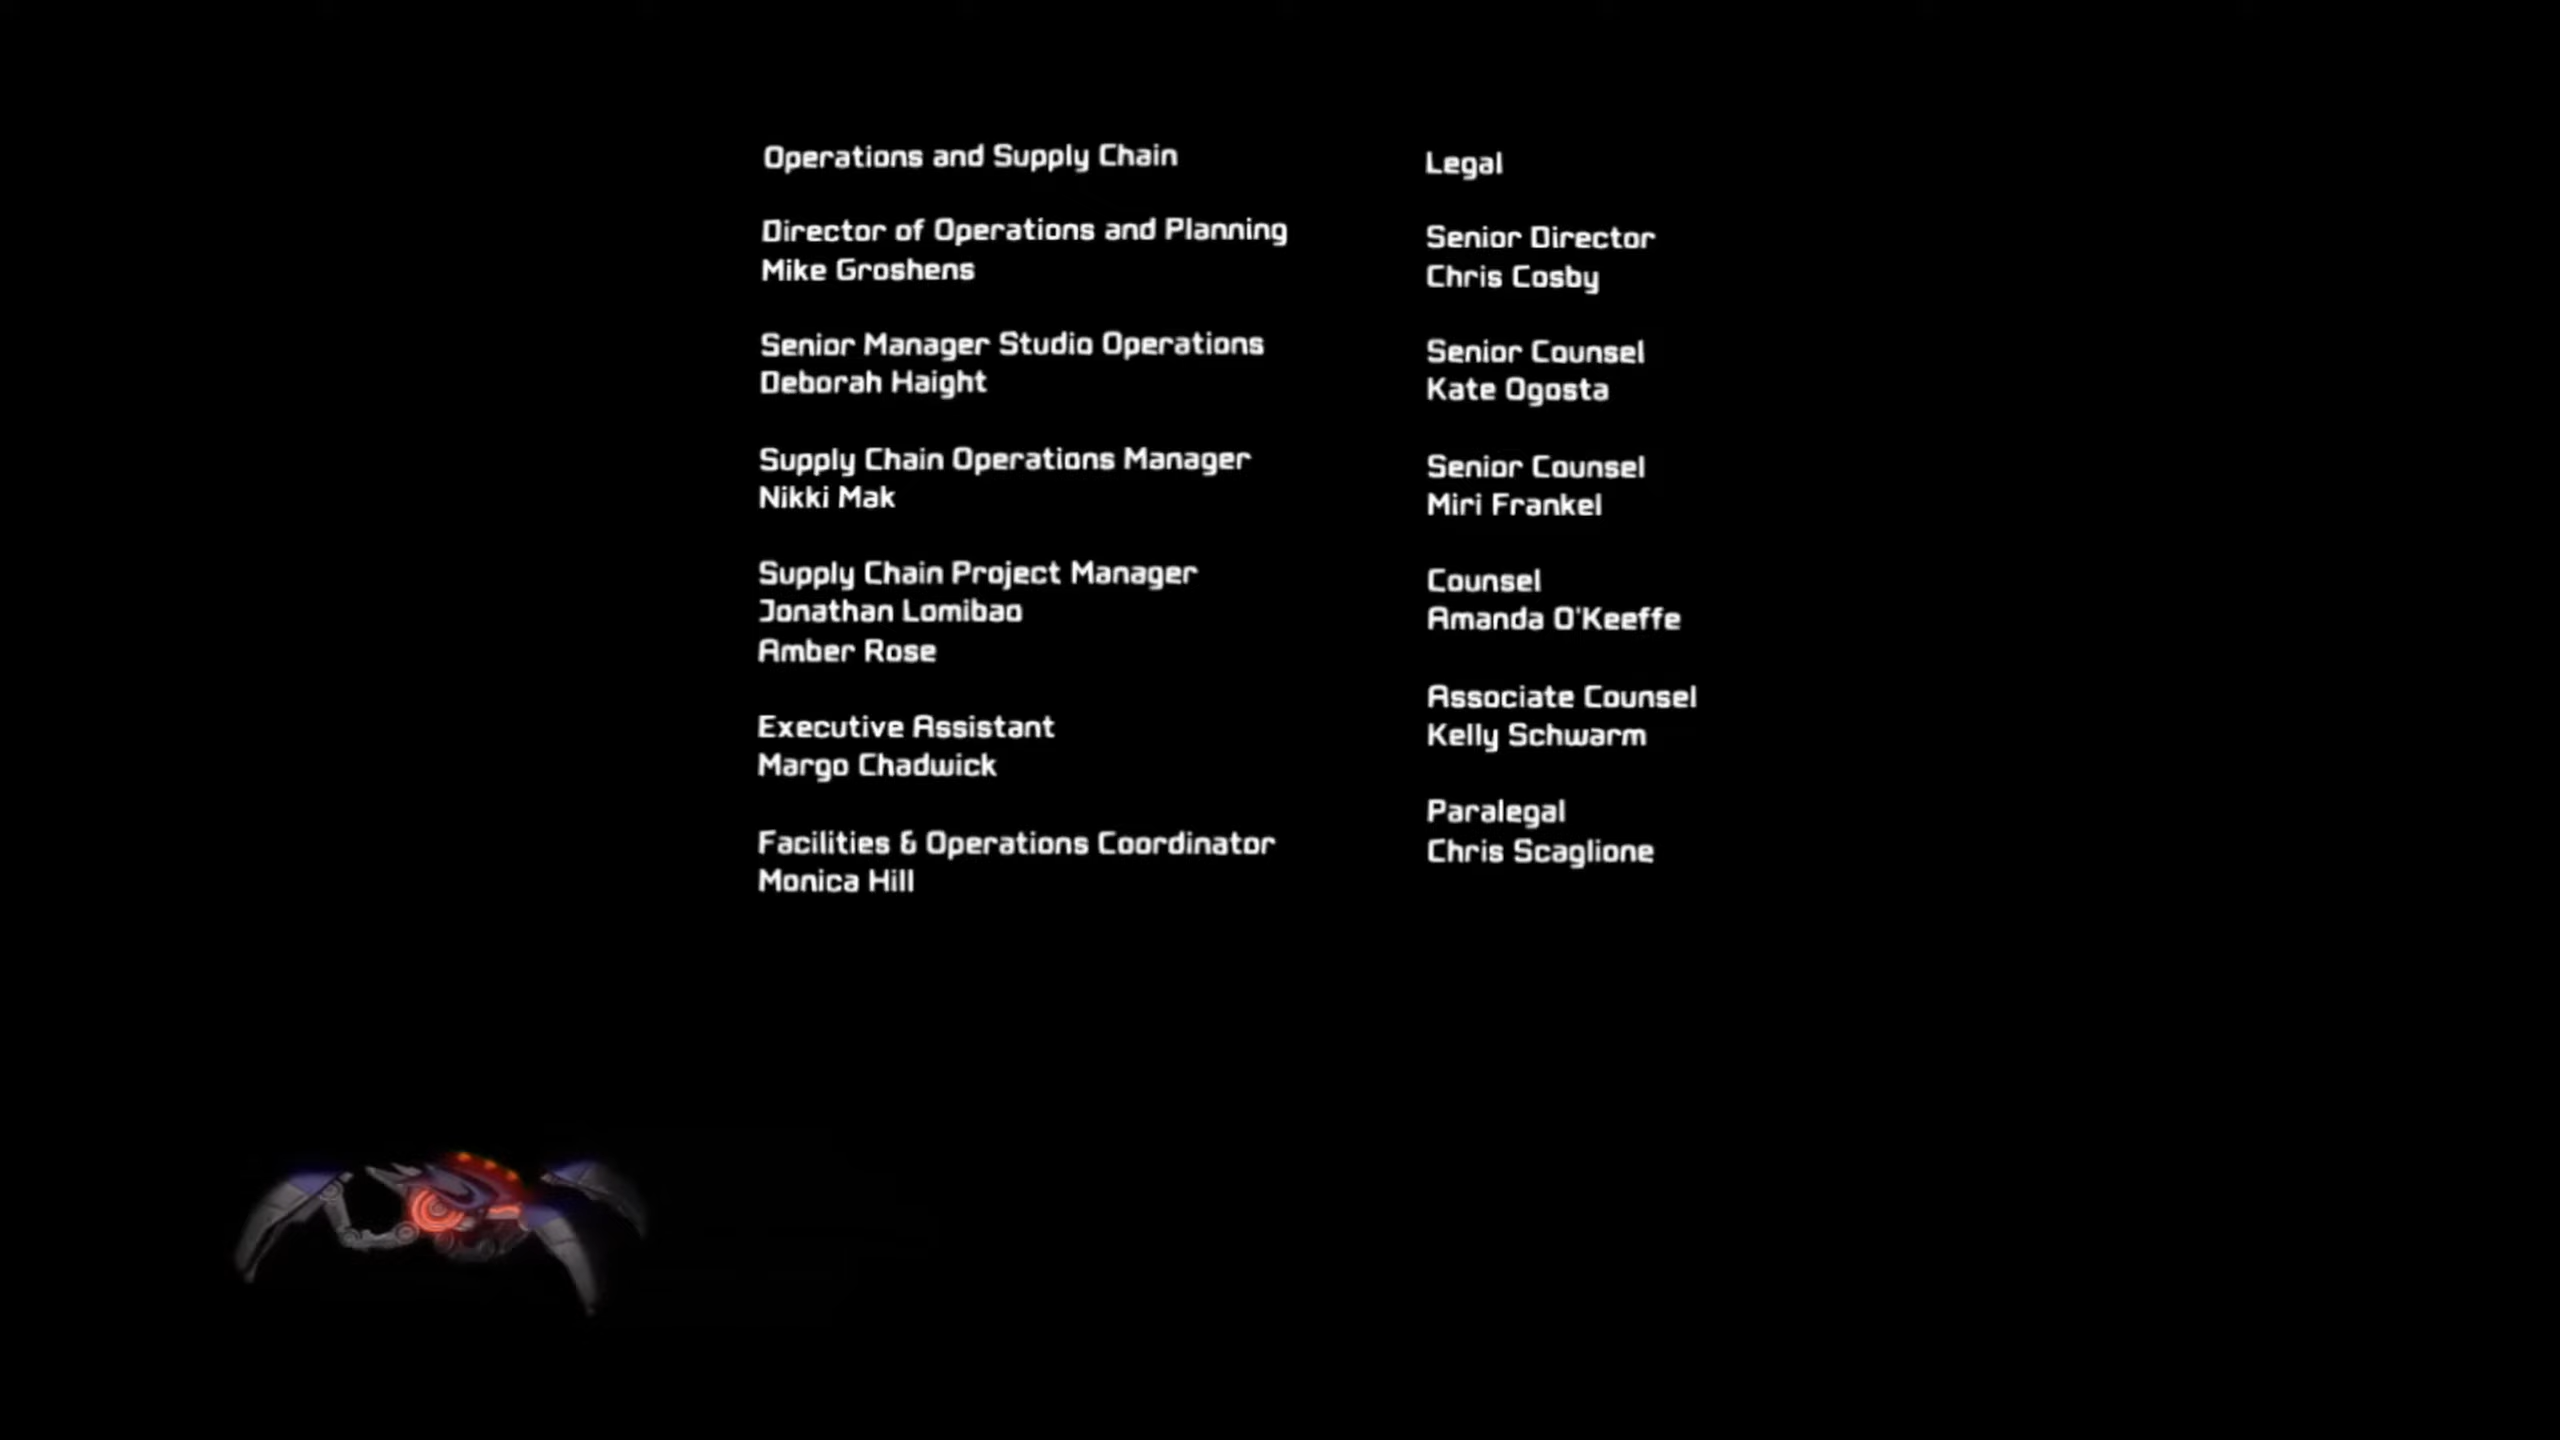 Operations and Supply Chain
Director of Operations and Planning
Mike Groshens
Senior Manager Studio Operations
Deborah Haight
Supply Chain Operations Manager
Nikki Mak
Supply Chain Project Manager
Jonathan Lomibao
Amber Rose
Executive Assistant
Margo Chadwick
Facilities & Operations Coordinator
Monica Hill
Legal
Senior Director
Chris Cosby
Senior Counsel
Kate Ogosta
Senior Counsel
Miri Frankel
Counsel
Amanda O'Keeffe
Associate Counsel
Kelly Schwarm
Paralegal
Chris Scaglione